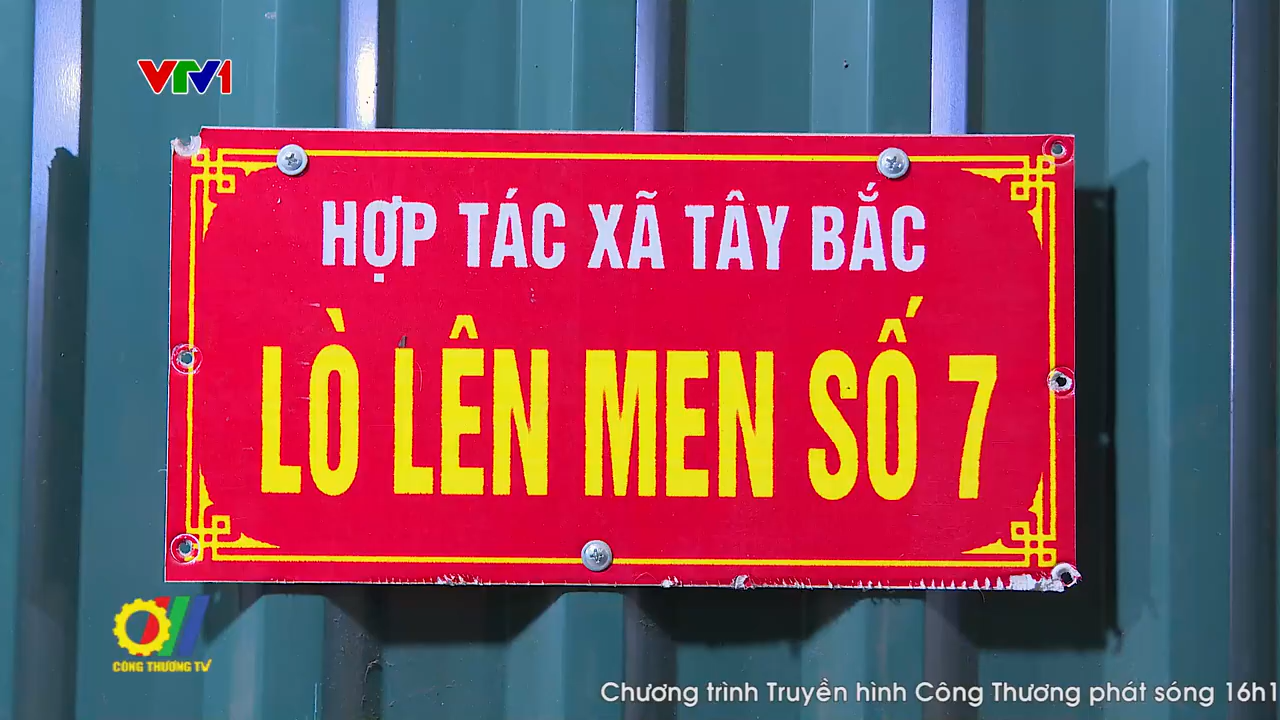 VTV1
HỢP TÁC XÃ TÂY BẮC
LÒ LÊN MEN SỐ 7
CÔNG THƯƠNG TV
Chương trình Truyền hình Công Thương phát sóng 16h1